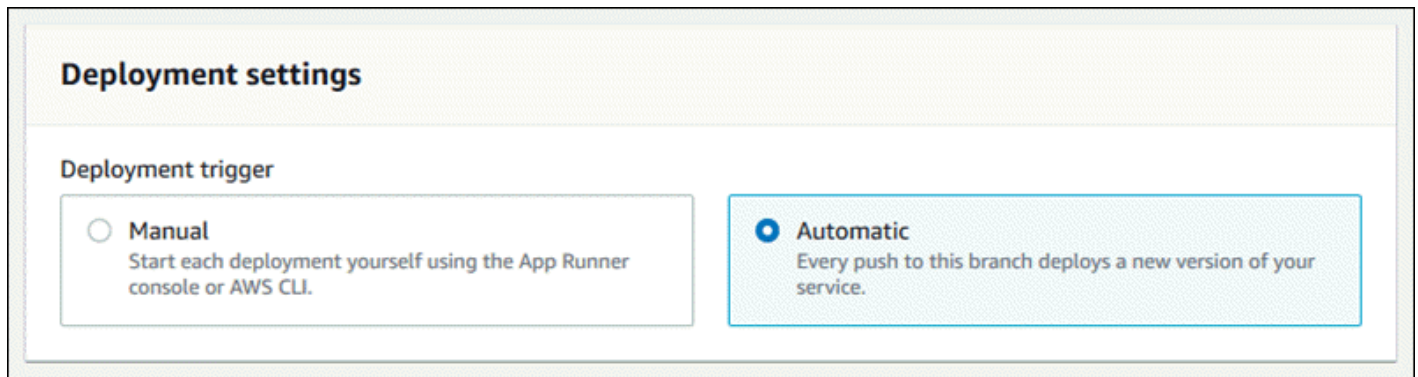 Deployment settings
Deployment trigger
Manual
Start each deployment yourself using the App Runner
console or AWS CLI.
Automatic
Every push to this branch deploys a new version of your
service.